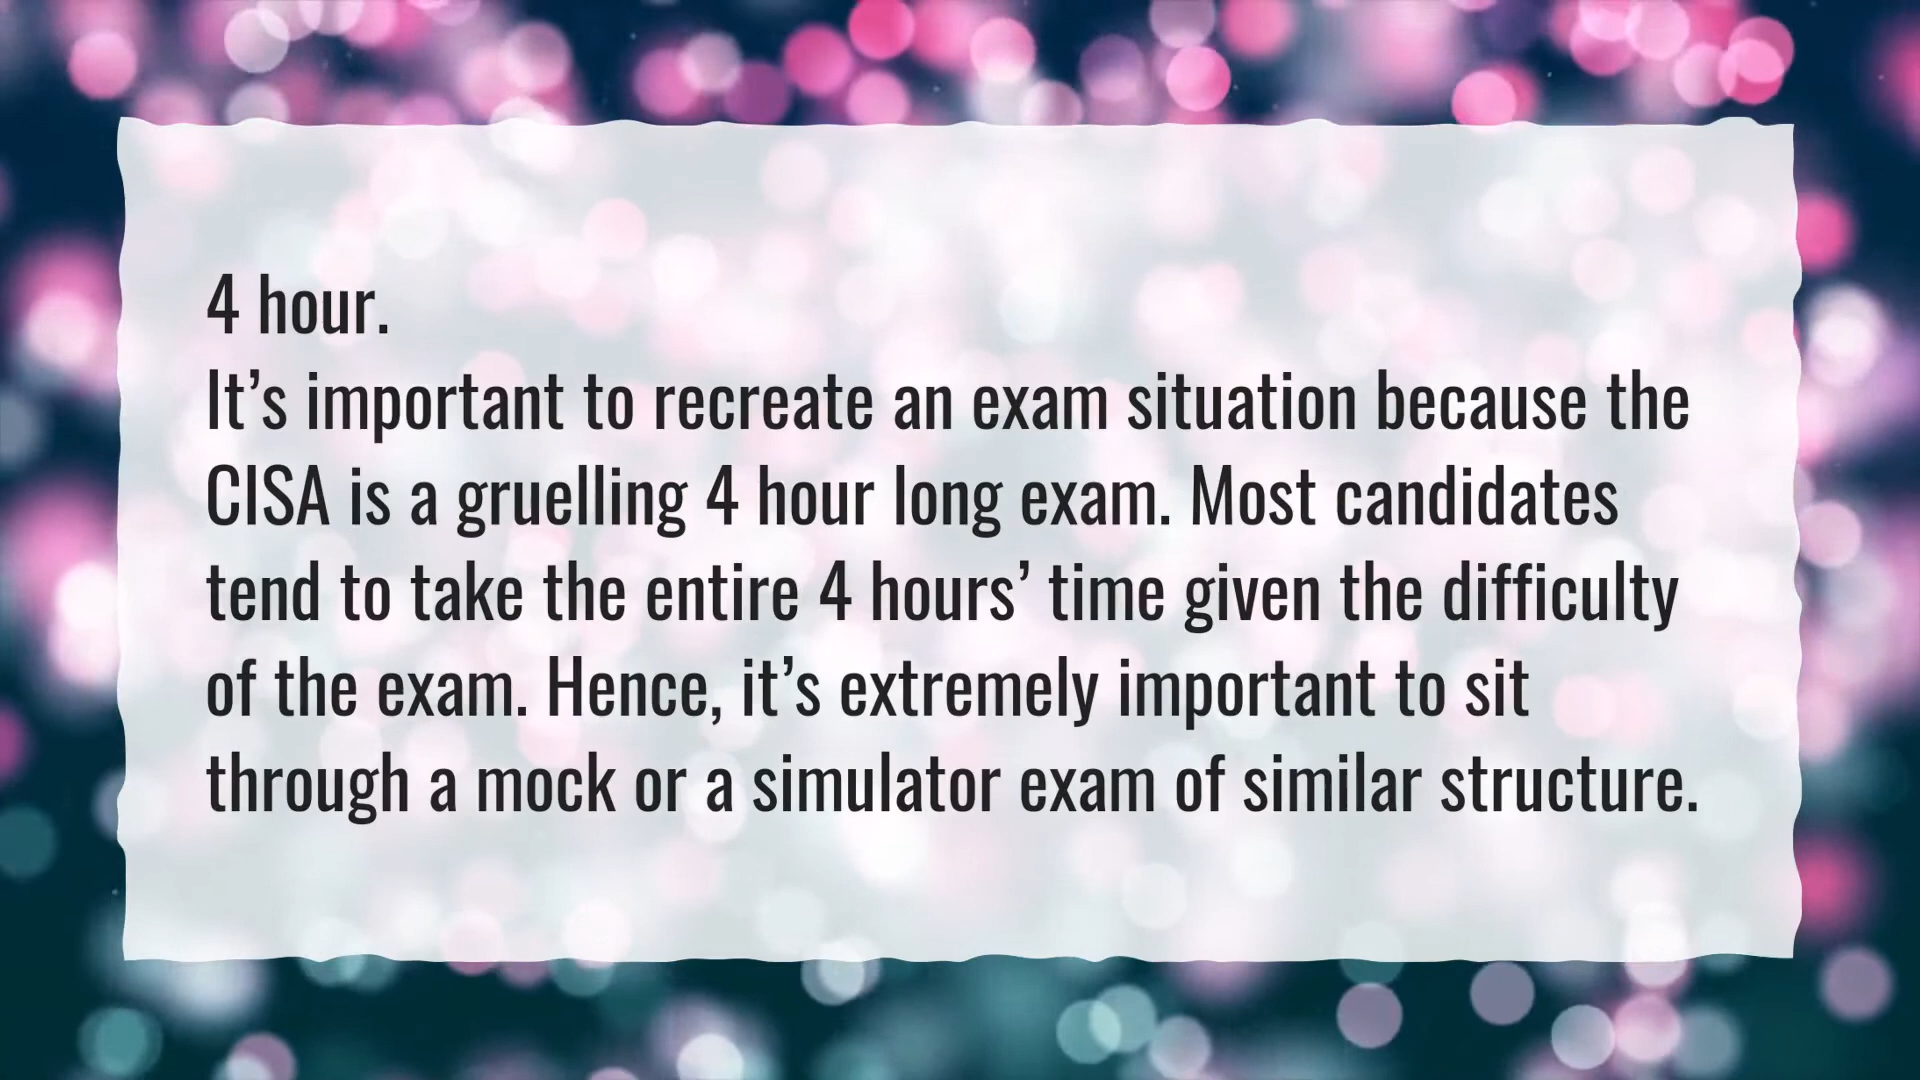 4 hour.
It’s important to recreate an exam situation because the
CISA is a gruelling 4 hour long exam. Most candidates
tend to take the entire 4 hours’ time given the difficulty
of the exam. Hence, it’s extremely important to sit
through a mock or a simulator exam of similar structure.